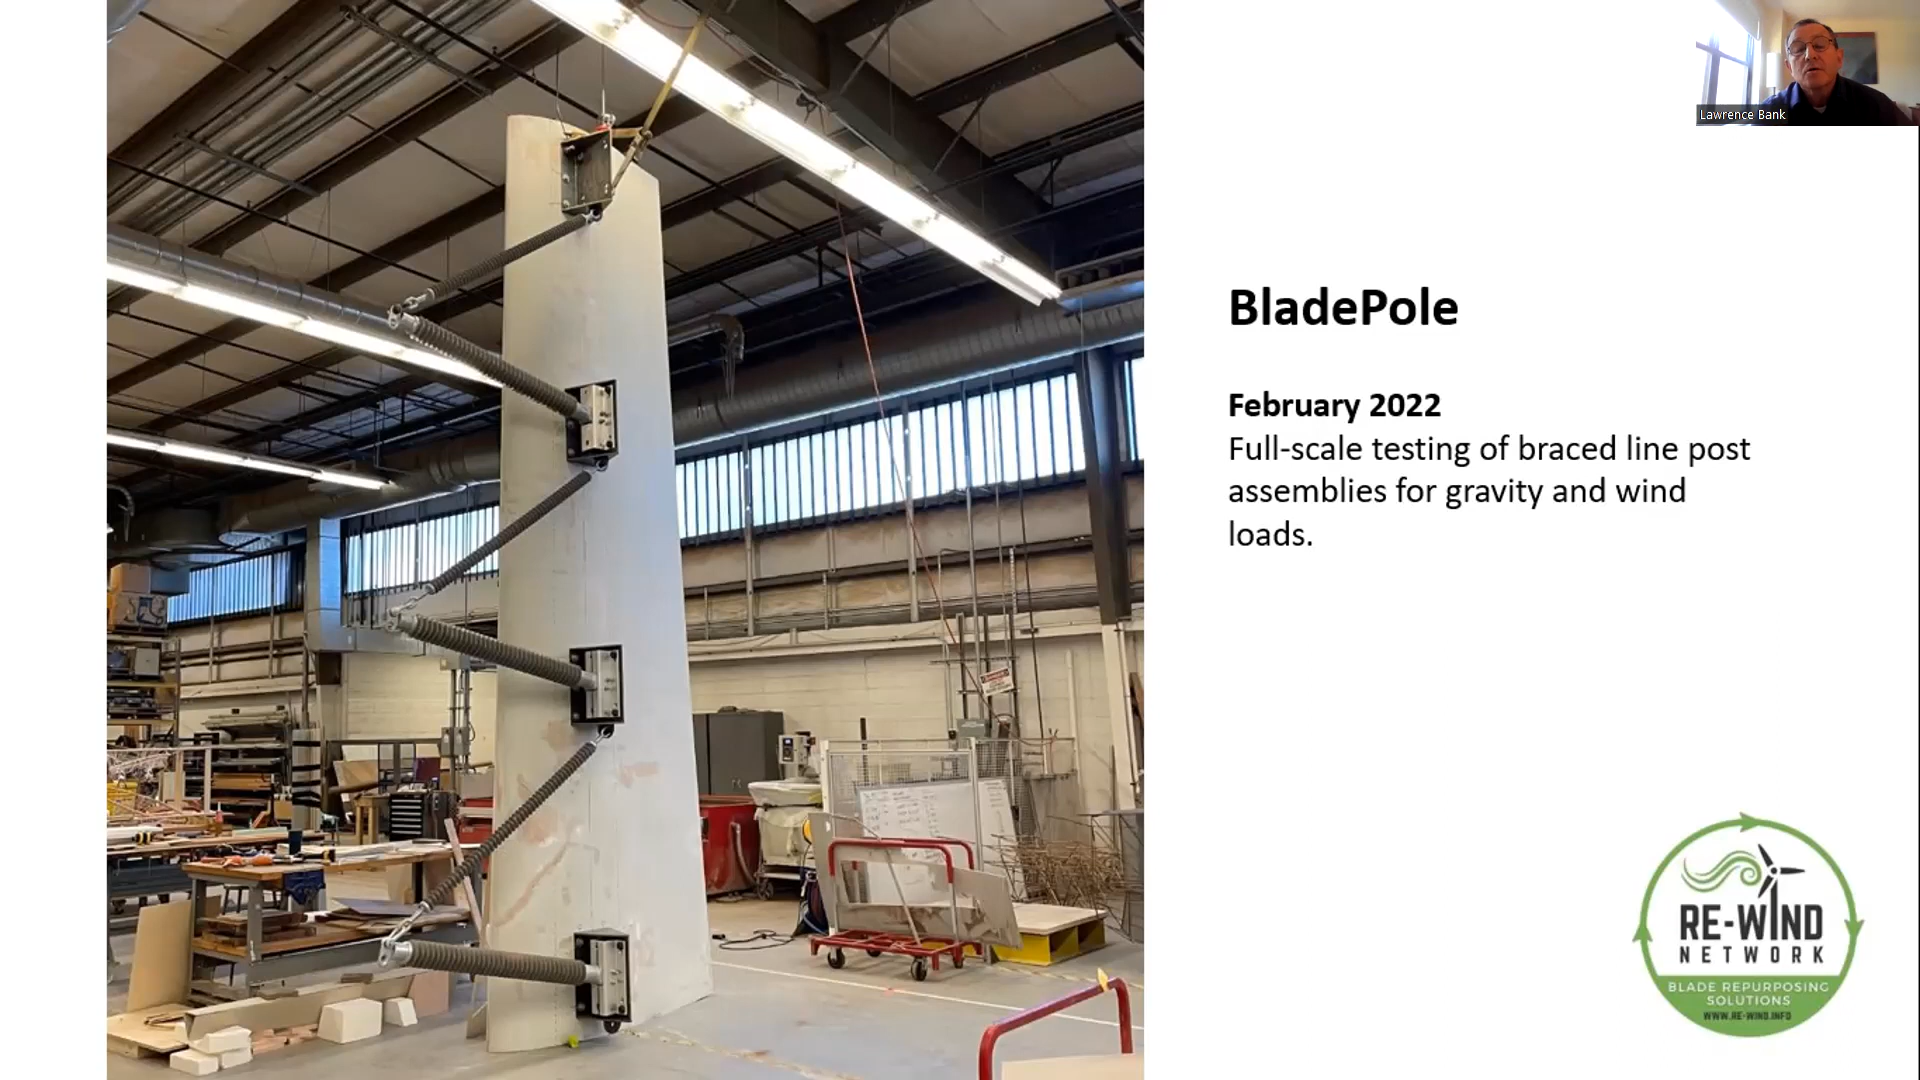 Lawrence Bank
BladePole
February 2022
Full-scale testing of braced line post
assemblies for gravity and wind
loads.
RE-WIND
NETWORK
BLADE REPURPOSING
SOLUTIONS
WWW.RE-WIND.INFO